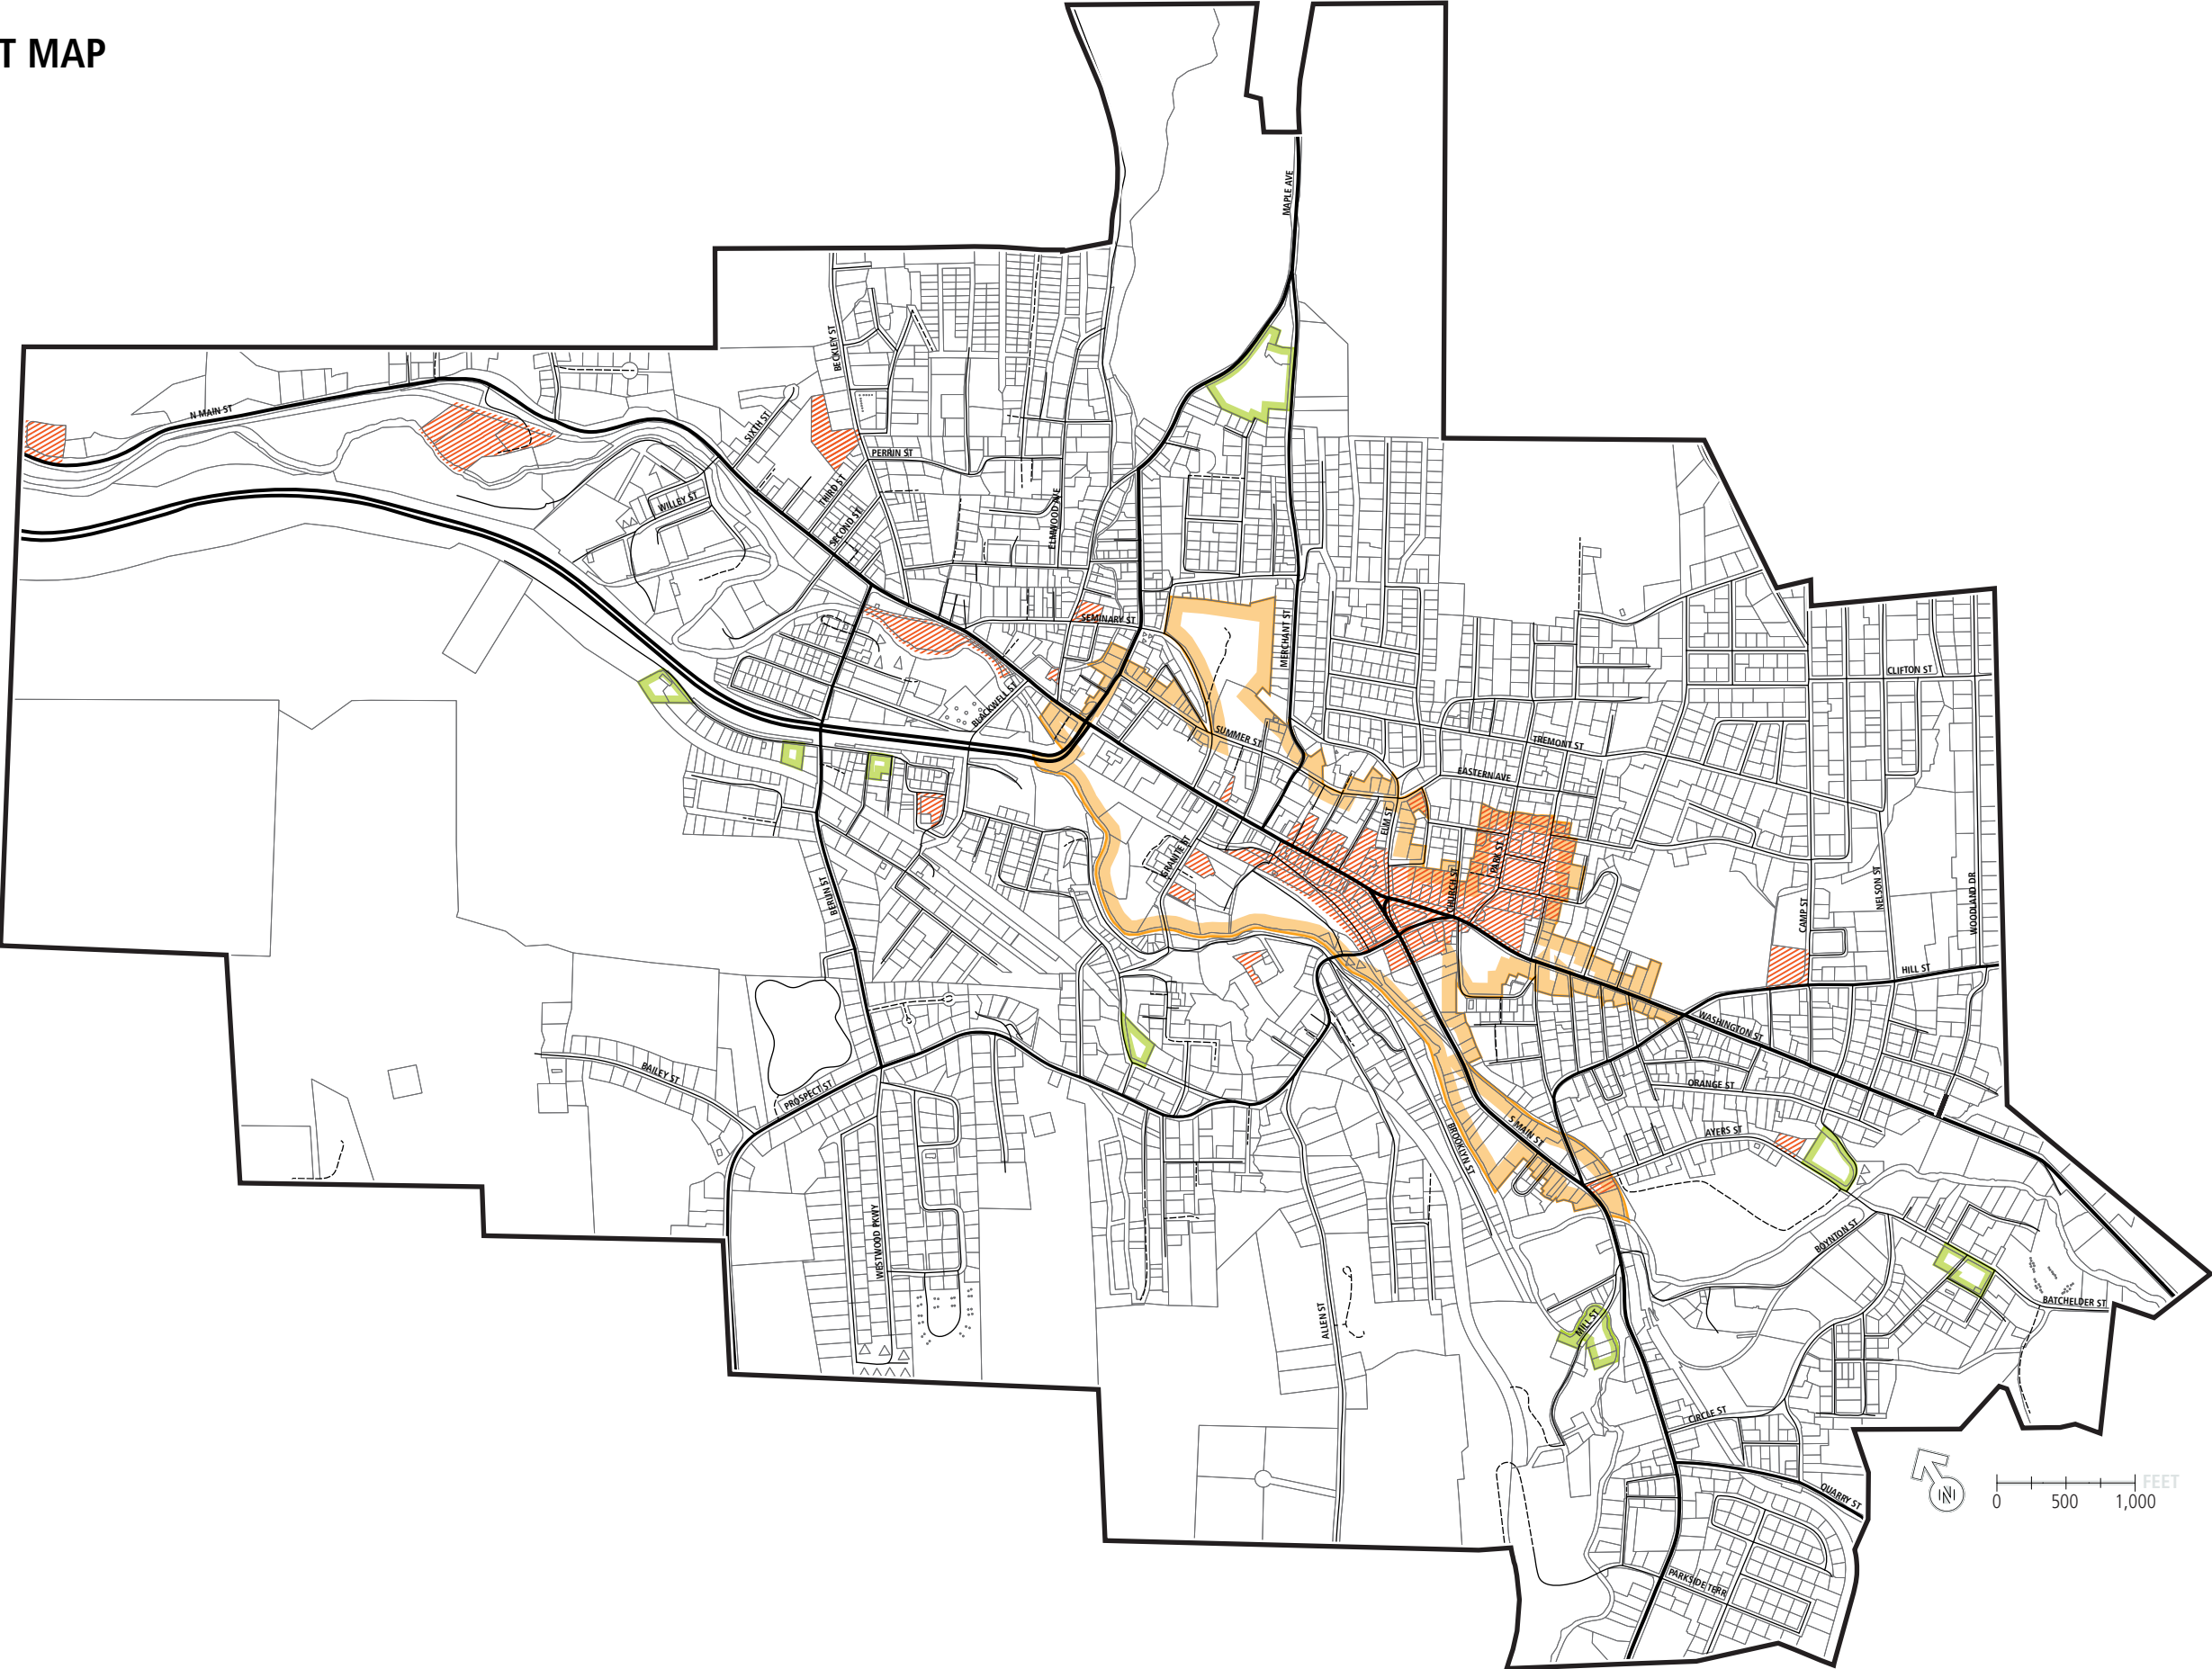 T MAP
MAPLE AVE
BECKLEY ST
N MAIN ST
SIXTH ST
PERRIN ST
THIRD ST
SECOND ST
WILLEY ST
ELMWOOD AVE
SEMINARY ST
MERCHANT ST
CLIFTON ST
BLACKWELL ST
SUMMER ST
TREMONT ST
EASTERN AVE
ELM ST
GRANITE ST
PARK ST
CHURCH ST
BERLIN ST
CAMP ST
NELSON ST
WOODLAND DR
HILL ST
WASHINGTON ST
BAILEY ST
PROSPECT ST
ORANGE ST
S MAIN ST
AYERS ST
BROOKLYN ST
WESTWOOD PKWY
BOYNTON ST
BATCHELDER ST
ALLEN ST
MILL ST
CIRCLE ST
QUARRY ST
N
FEET
0 500 1,000
PARKSIDE TERR